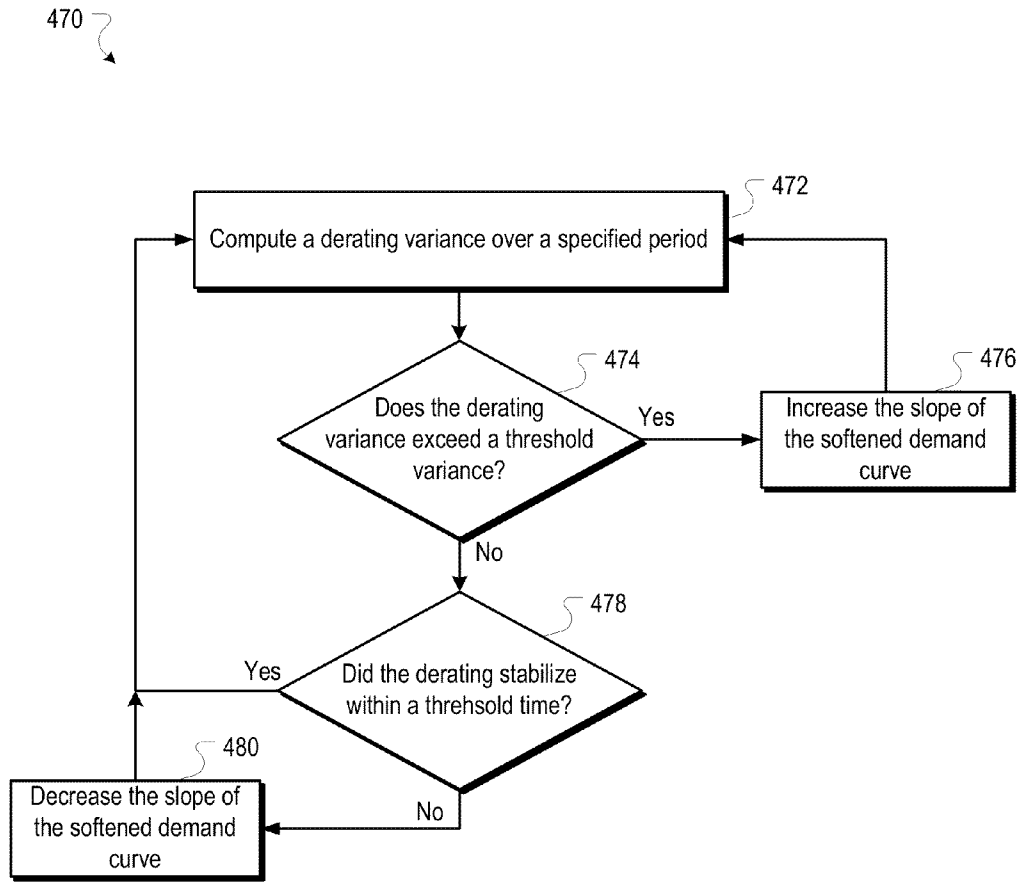 470
472
Compute a derating variance over a specified period
474
Does the derating
variance exceed a threshold
variance?
Yes
476
Increase the slope of
the softened demand
curve
No
478
Yes
Did the derating stabilize
within a threhsold time?
480
Decrease the slope of
the softened demand
curve
No